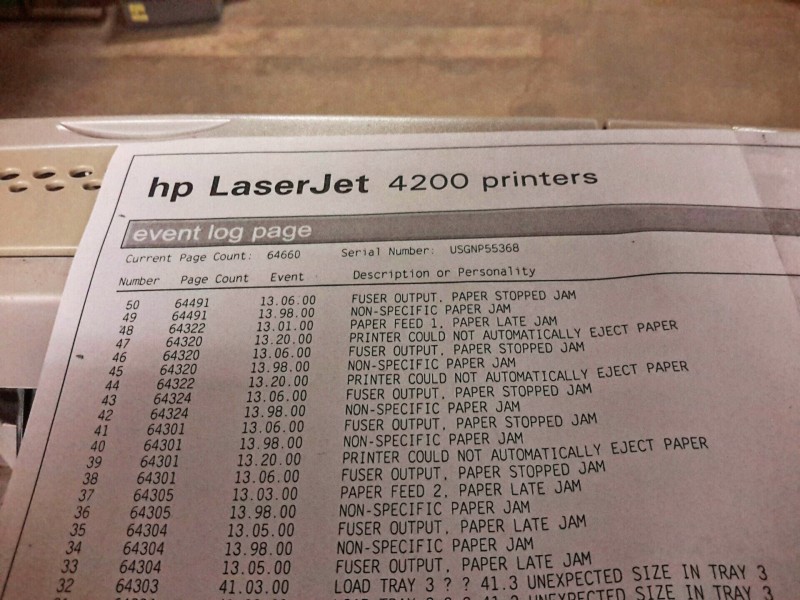 hp LaserJet 4200 printers
event log page
Current Page Count: 64660 Serial Number: USGNP55368
Number Page Count Event Description or Personality
50 64491 13.06.00 FUSER OUTPUT, PAPER STOPPED JAM
49 64491 13.98.00 NON-SPECIFIC PAPER JAM
48 64322 13.01.00 PAPER FEED 1, PAPER LATE JAM
47 64320 13.20.00 PRINTER COULD NOT AUTOMATICALLY EJECT PAPER
46 64320 13.06.00 FUSER OUTPUT, PAPER STOPPED JAM
45 64320 13.98.00 NON-SPECIFIC PAPER JAM
44 64322 13.20.00 PRINTER COULD NOT AUTOMATICALLY EJECT PAPER
43 64324 13.06.00 FUSER OUTPUT, PAPER STOPPED JAM
42 64324 13.98.00 NON-SPECIFIC PAPER JAM
41 64301 13.06.00 FUSER OUTPUT, PAPER STOPPED JAM
40 64301 13.98.00 NON-SPECIFIC PAPER JAM
39 64301 13.20.00 PRINTER COULD NOT AUTOMATICALLY EJECT PAPER
38 64301 13.06.00 FUSER OUTPUT, PAPER STOPPED JAM
37 64305 13.03.00 PAPER FEED 2, PAPER LATE JAM
36 64305 13.98.00 NON-SPECIFIC PAPER JAM
35 64304 13.05.00 FUSER OUTPUT, PAPER LATE JAM
34 64304 13.98.00 NON-SPECIFIC PAPER JAM
33 64304 13.05.00 FUSER OUTPUT, PAPER LATE JAM
32 64303 41.03.00 LOAD TRAY 3 ? ? 41.3 UNEXPECTED SIZE IN TRAY 3